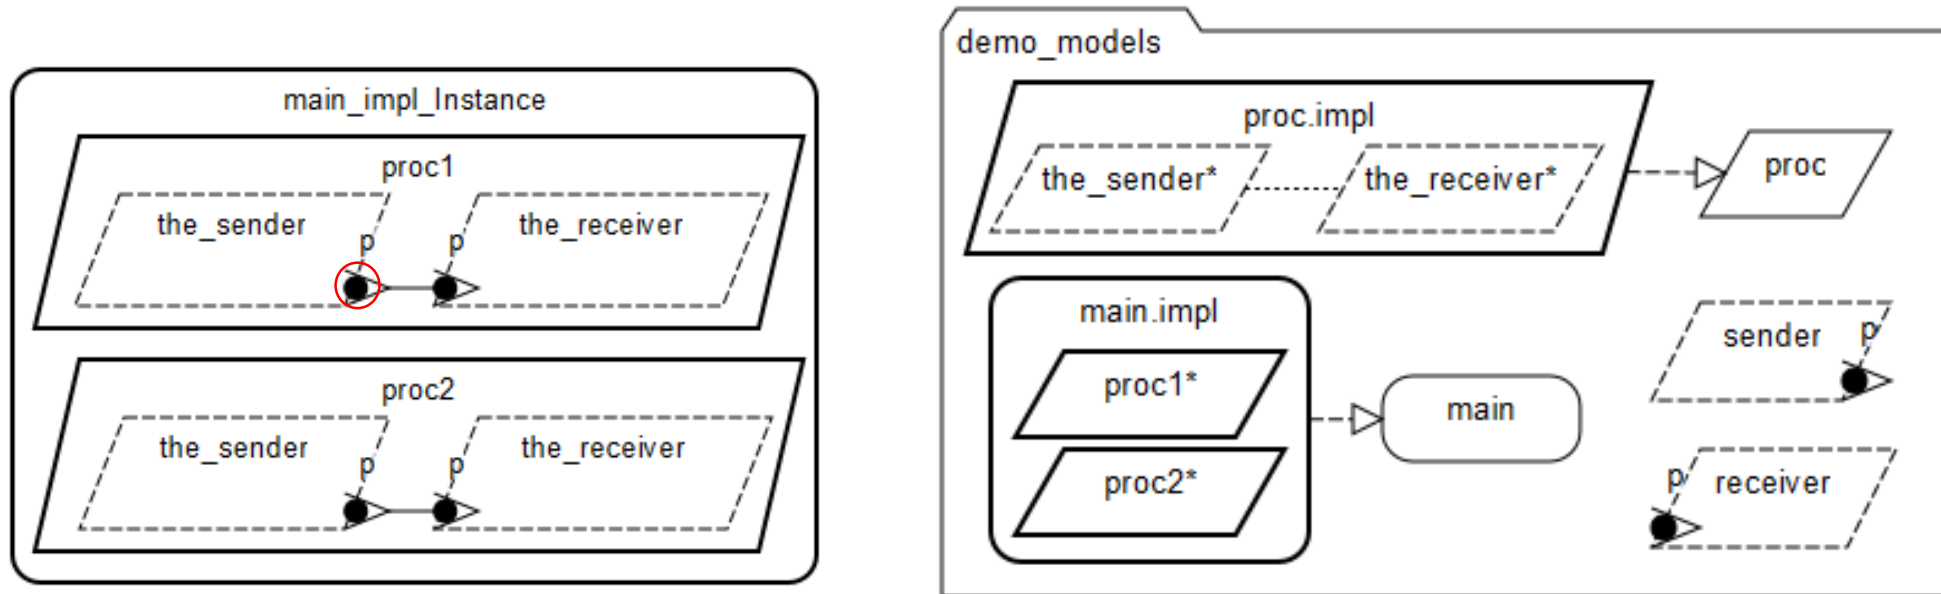 main_impl_Instance
proc1
the_sender
p
p
the_receiver
proc2
the_sender
p
p
the_receiver
demo_models
proc.impl
the_sender*
the_receiver*
proc
main.impl
proc1*
proc2*
main
sender
p
p
receiver